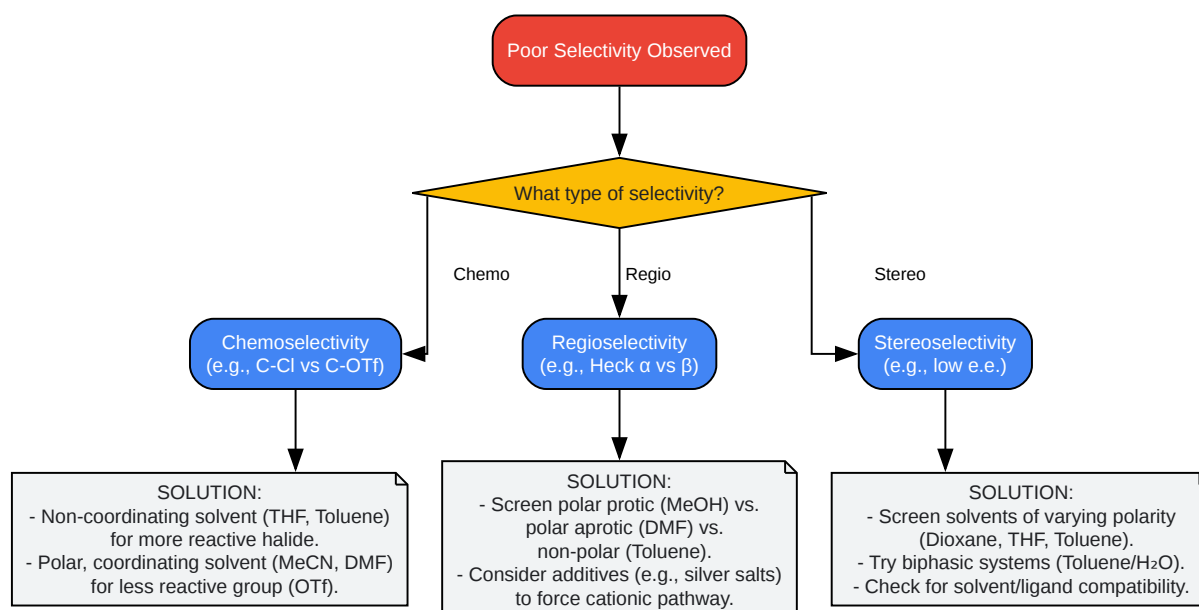 Poor Selectivity Observed
What type of selectivity?
Chemo
Regio
Stereo
Chemoselectivity
(e.g., C-Cl vs C-OTf)
Regioselectivity
(e.g., Heck α vs β)
Stereoselectivity
(e.g., low e.e.)
SOLUTION:
- Non-coordinating solvent (THF, Toluene)
for more reactive halide.
- Polar, coordinating solvent (MeCN, DMF)
for less reactive group (OTf).
SOLUTION:
- Screen polar protic (MeOH) vs.
polar aprotic (DMF) vs.
non-polar (Toluene).
- Consider additives (e.g., silver salts)
to force cationic pathway.
SOLUTION:
- Screen solvents of varying polarity
(Dioxane, THF, Toluene).
- Try biphasic systems (Toluene/H₂O).
- Check for solvent/ligand compatibility.